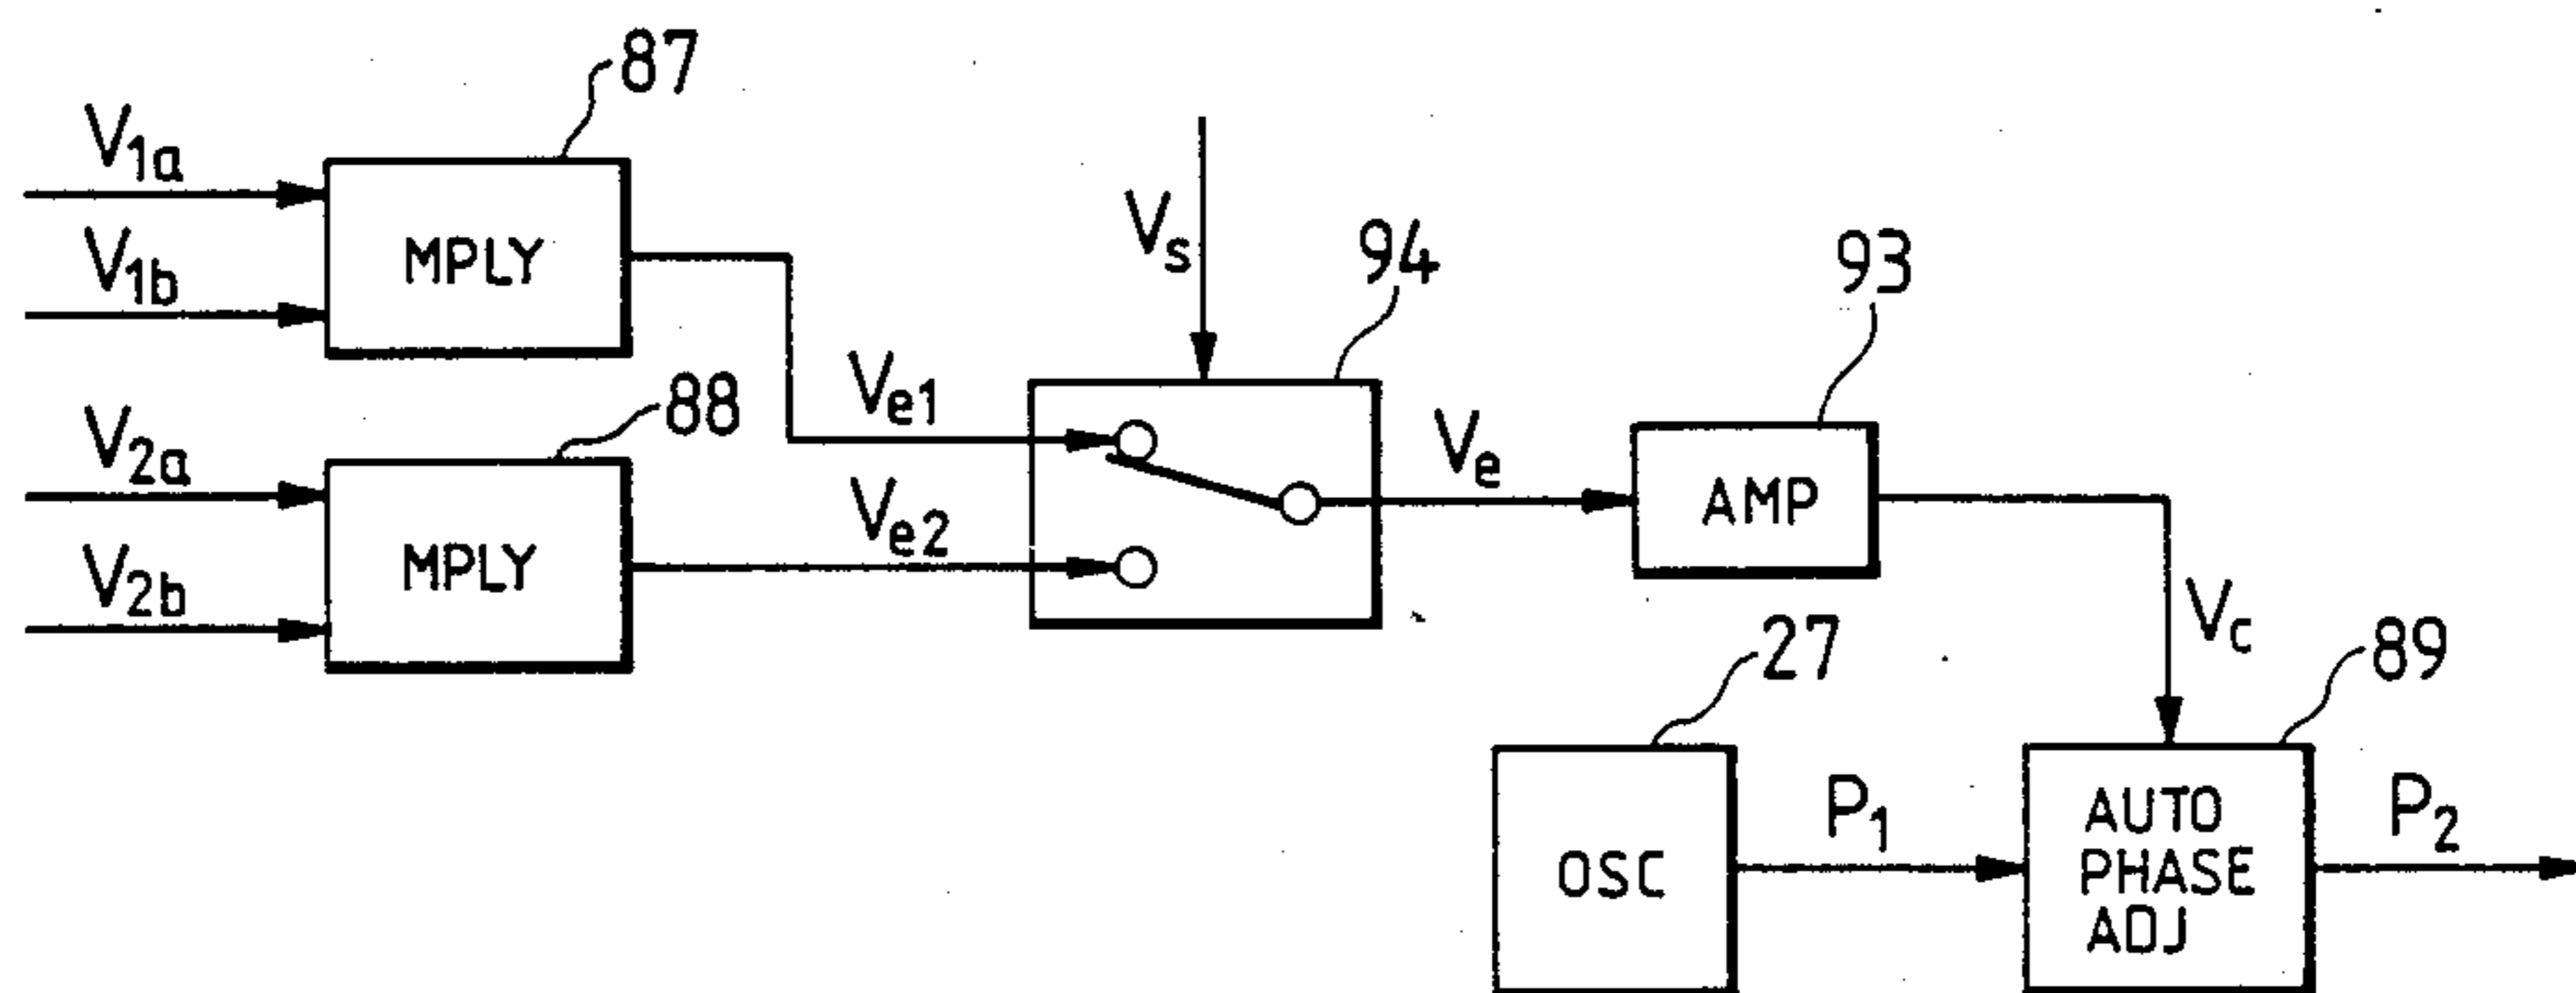 87
V1a
V1b
MPLY
Vs
94
93
Ve1
Ve
AMP
88
V2a
V2b
MPLY
Ve2
27
Vc
89
OSC
P1
AUTO
PHASE
ADJ
P2